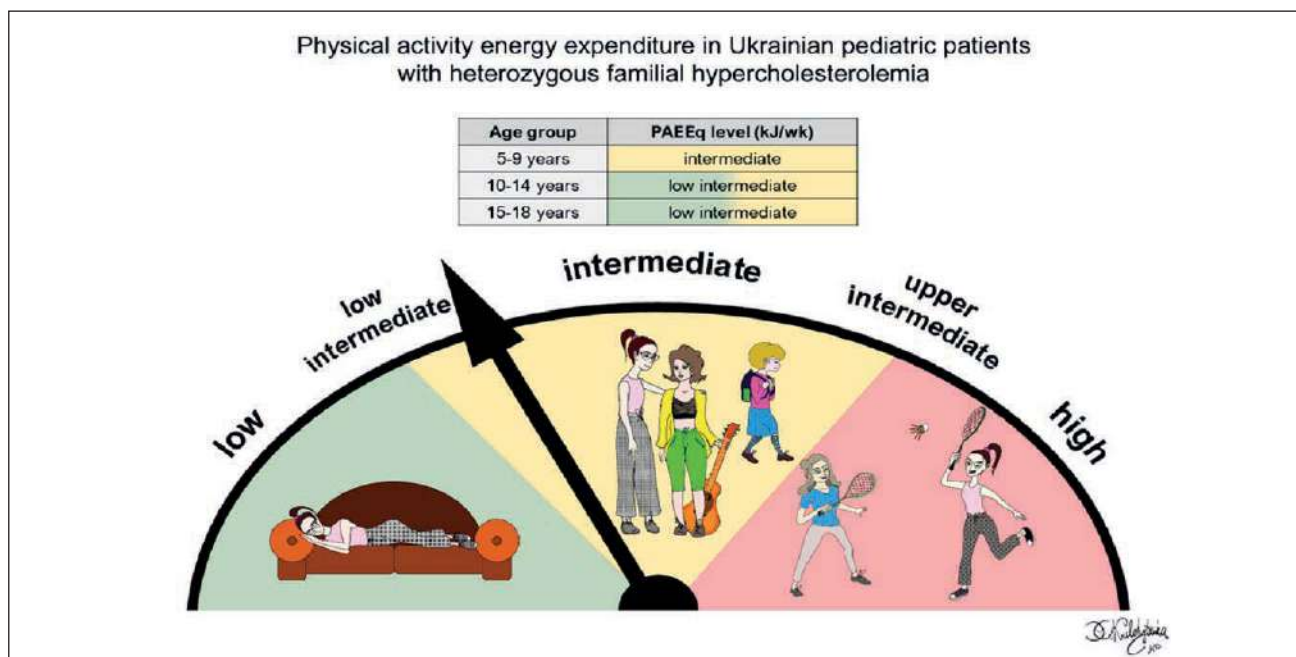 Physical activity energy expenditure in Ukrainian pediatric patients
with heterozygous familial hypercholesterolemia
Age group PAEEq level (kJ/wk)
5-9 years intermediate
10-14 years low intermediate
15-18 years low intermediate
low
low
intermediate
intermediate
upper
intermediate
high